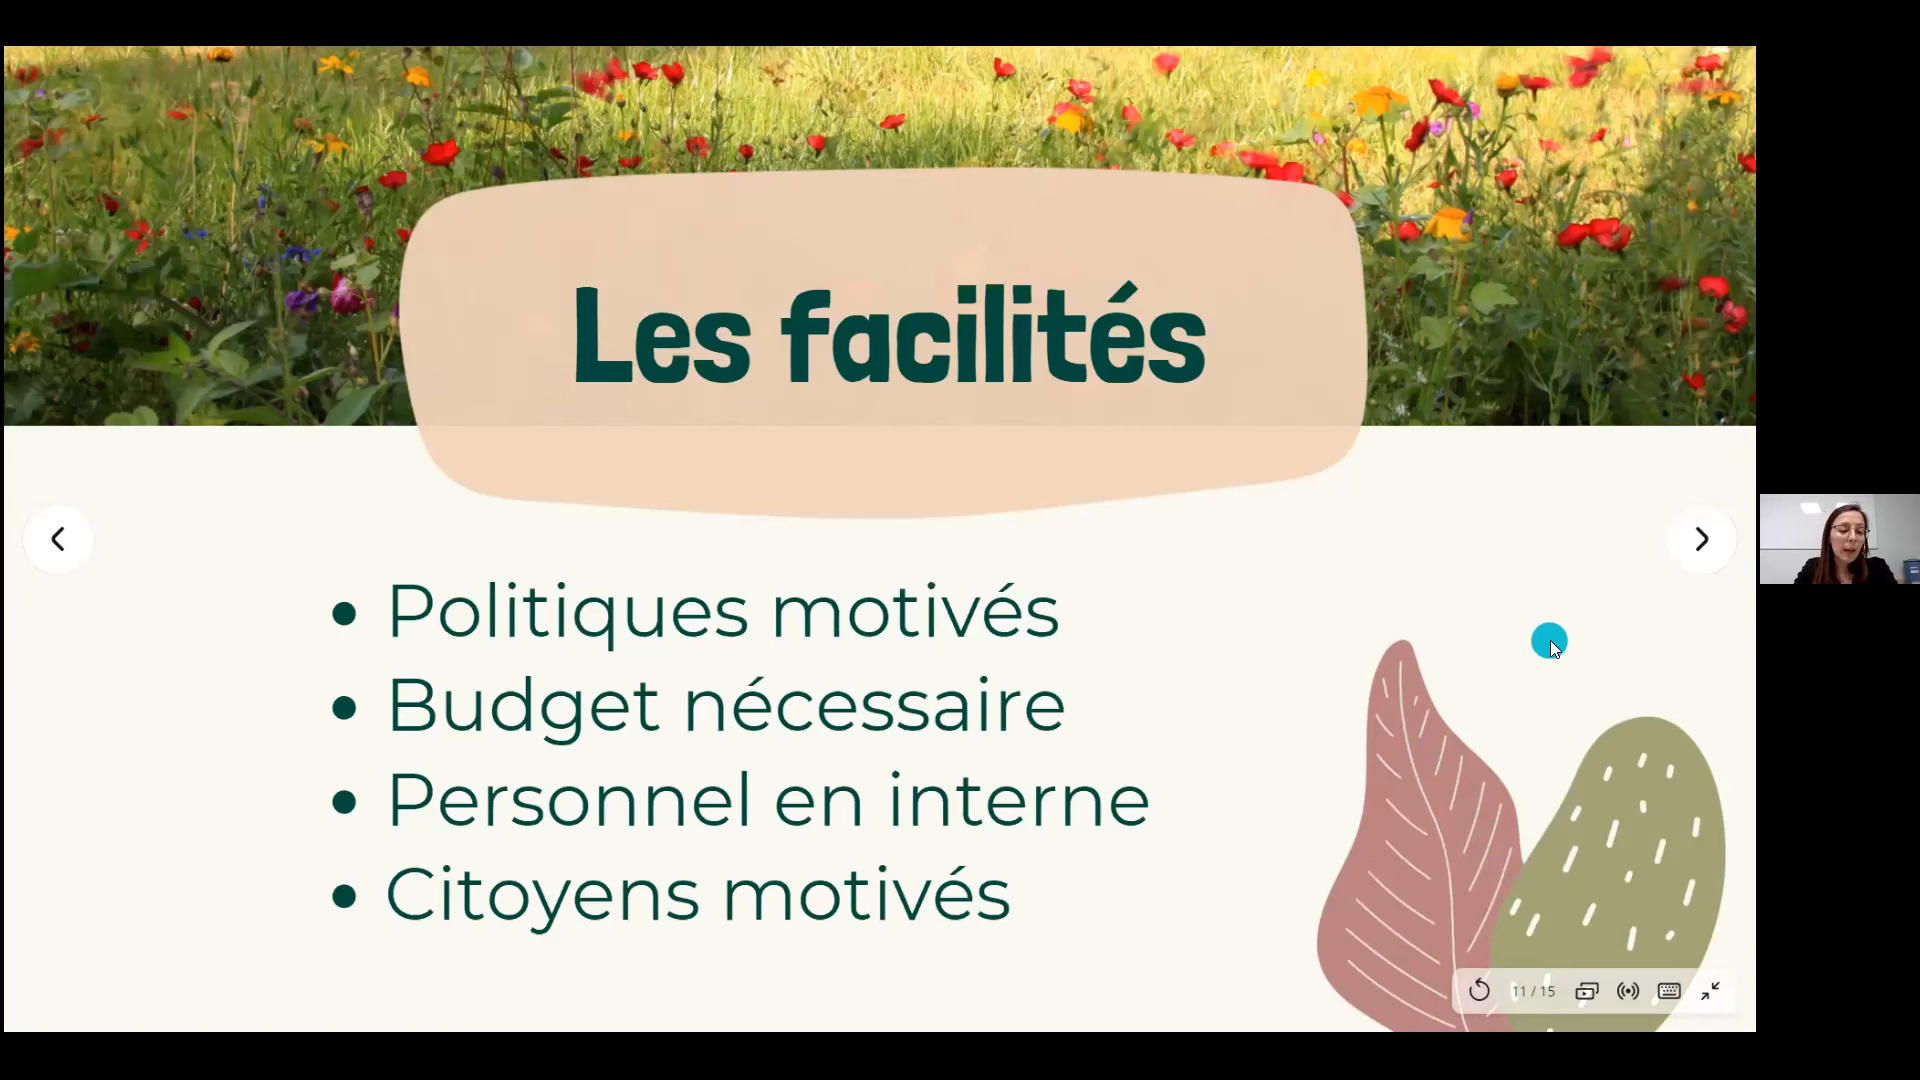 Les facilités
• Politiques motivés
• Budget nécessaire
• Personnel en interne
• Citoyens motivés
11 / 15